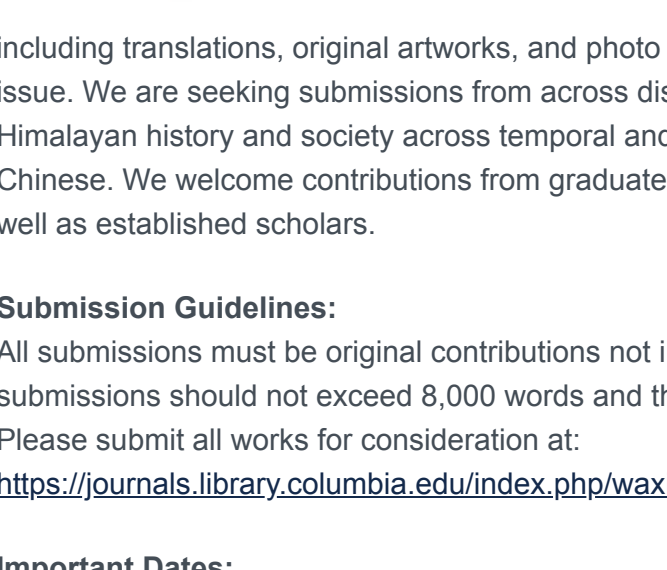 including translations, original artworks, and photo
issue. We are seeking submissions from across
Himalayan history and society across temporal and
Chinese. We welcome contributions from graduate
well as established scholars.
Submission Guidelines:
All submissions must be original contributions not
submissions should not exceed 8,000 words and
Please submit all works for consideration at:
https://journals.library.columbia.edu/index.php/wax
Important Dates: